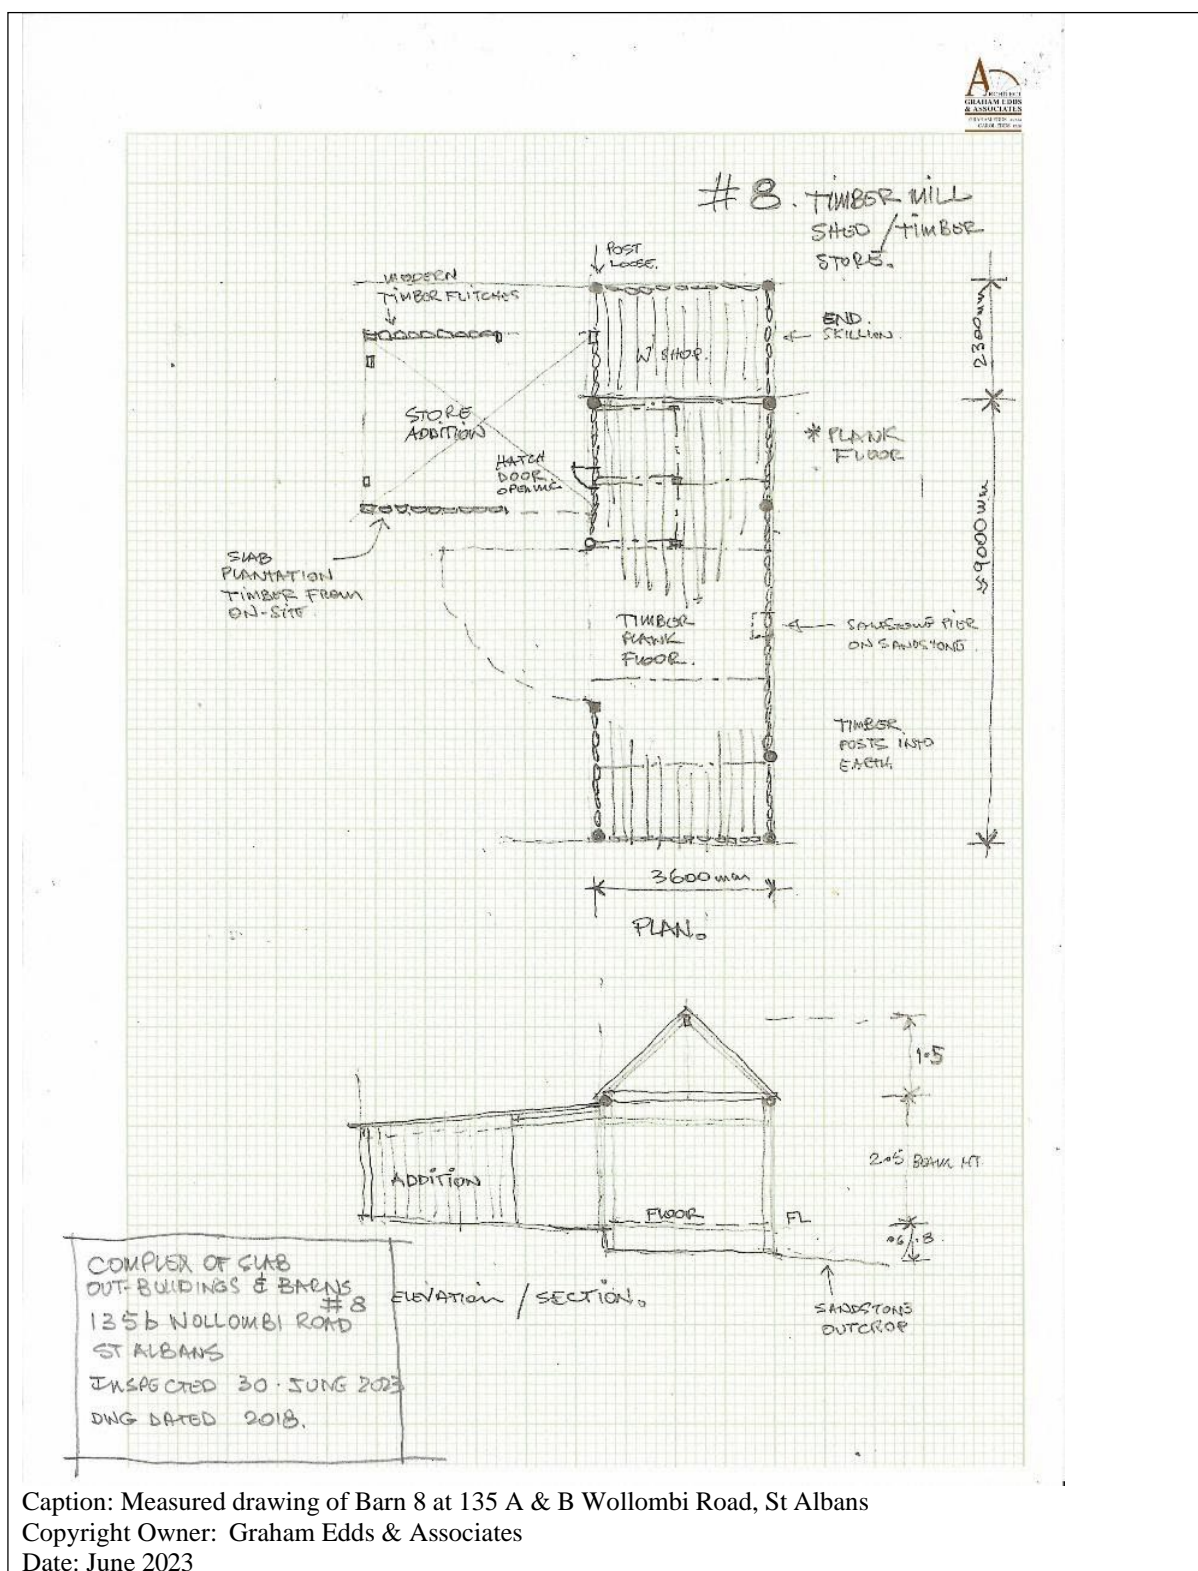 ARCHITECT
GRAHAM EDDS
& ASSOCIATES
#8. TIMBER MILL
SHED / TIMBER
STORE.
POST
LOOSE.
MODERN
TIMBER FLITCHES
END
SKILLION.
2300mm
W'SHOP.
STORE
ADDITION
* PLANK
FLOOR
HATCH
DOOR
OPENING
9000mm
SLAB
PLANTATION
TIMBER FROM
ON-SITE.
TIMBER
PLANK
FLOOR.
SANDSTONE PIER
ON SANDSTONE.
TIMBER
POSTS INTO
EARTH.
3600mm
PLAN.
1.5
2.5 BEAM HT
ADDITION
FLOOR
FL
.6/.8
ELEVATION / SECTION.
SANDSTONE
OUTCROP
COMPLEX OF SLAB
OUT-BUILDINGS & BARNS
#8
135b WOLLOMBI ROAD
ST ALBANS
INSPECTED 30 · JUNE 2023
DWG DATED 2018.
Caption: Measured drawing of Barn 8 at 135 A & B Wollombi Road, St Albans
Copyright Owner: Graham Edds & Associates
Date: June 2023